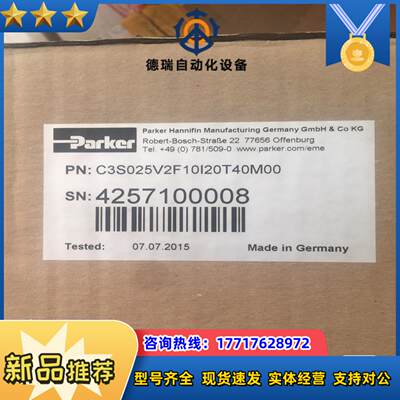 德瑞自动化设备
Parker
Parker Hannifin Manufacturing Germany GmbH & Co KG
Robert-Bosch-Straße 22 77656 Offenburg
Tel. +49 (0) 781/509-0 www.parker.com/eme
PN: C3S025V2F10I20T40M00
SN: 4257100008
Tested: 07.07.2015 Made in Germany
咨询热线：17717628972
新品推荐
型号齐全 现货速发 实体经营 支持对公